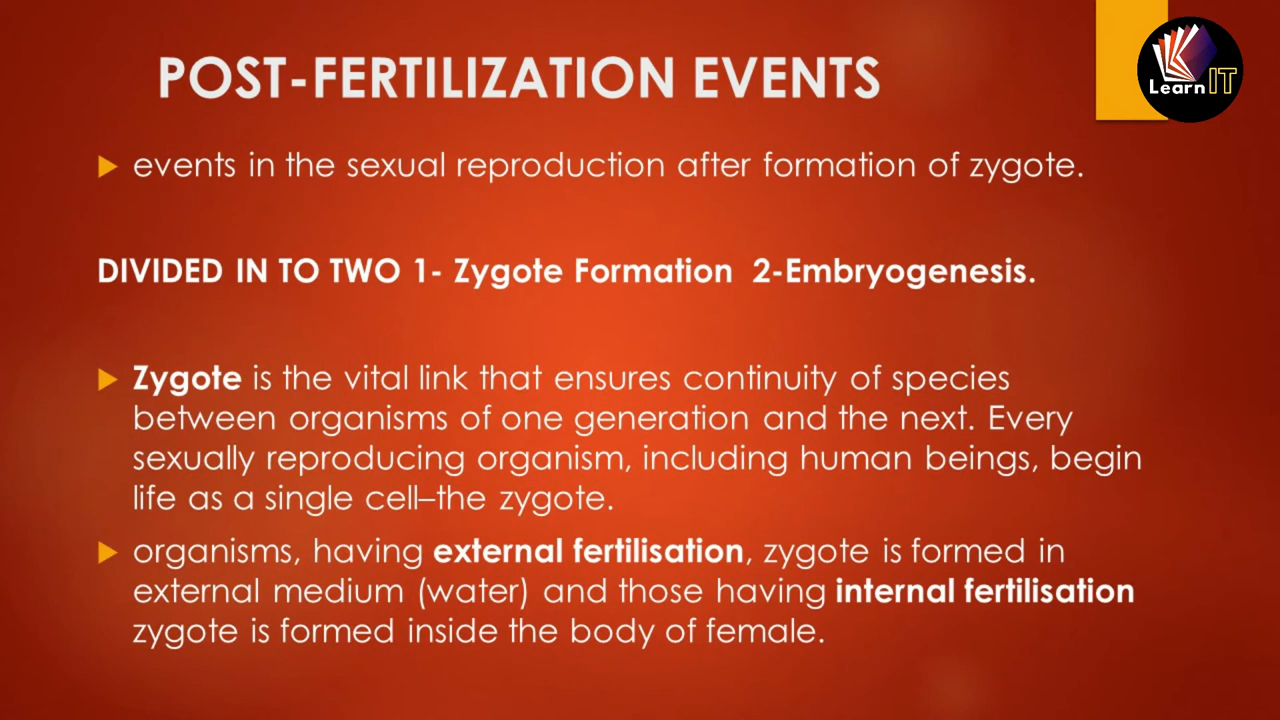 POST-FERTILIZATION EVENTS
LearnIT
events in the sexual reproduction after formation of zygote.
DIVIDED IN TO TWO 1- Zygote Formation 2-Embryogenesis.
Zygote is the vital link that ensures continuity of species
between organisms of one generation and the next. Every
sexually reproducing organism, including human beings, begin
life as a single cell–the zygote.
organisms, having external fertilisation, zygote is formed in
external medium (water) and those having internal fertilisation
zygote is formed inside the body of female.